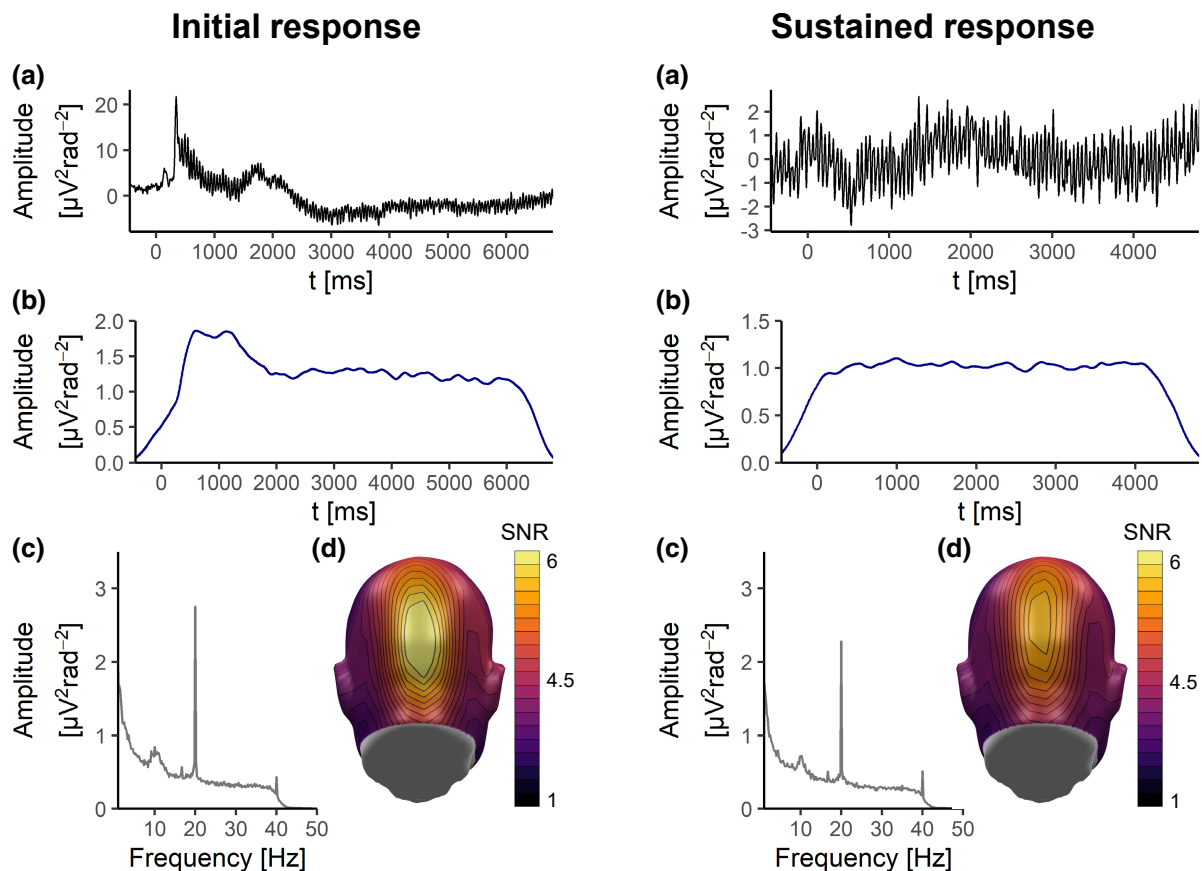 Initial response
(a)
Amplitude
[µV²rad⁻²]
20
10
0
0 1000 2000 3000 4000 5000 6000
t [ms]
(b)
Amplitude
[µV²rad⁻²]
2.0
1.5
1.0
0.5
0.0
0 1000 2000 3000 4000 5000 6000
t [ms]
(c)
Amplitude
[µV²rad⁻²]
3
2
1
0
10 20 30 40 50
Frequency [Hz]
(d)
SNR
6
4.5
1
Sustained response
(a)
Amplitude
[µV²rad⁻²]
2
1
0
-1
-2
-3
0 1000 2000 3000 4000
t [ms]
(b)
Amplitude
[µV²rad⁻²]
1.5
1.0
0.5
0.0
0 1000 2000 3000 4000
t [ms]
(c)
Amplitude
[µV²rad⁻²]
3
2
1
0
10 20 30 40 50
Frequency [Hz]
(d)
SNR
6
4.5
1